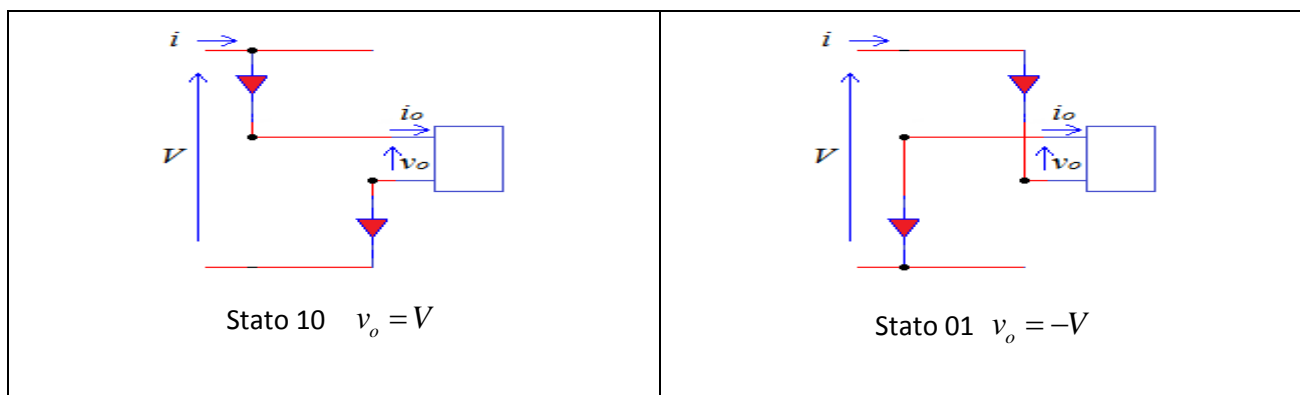 i
V
io
vo
Stato 10 vo = V
i
V
io
vo
Stato 01 vo = −V